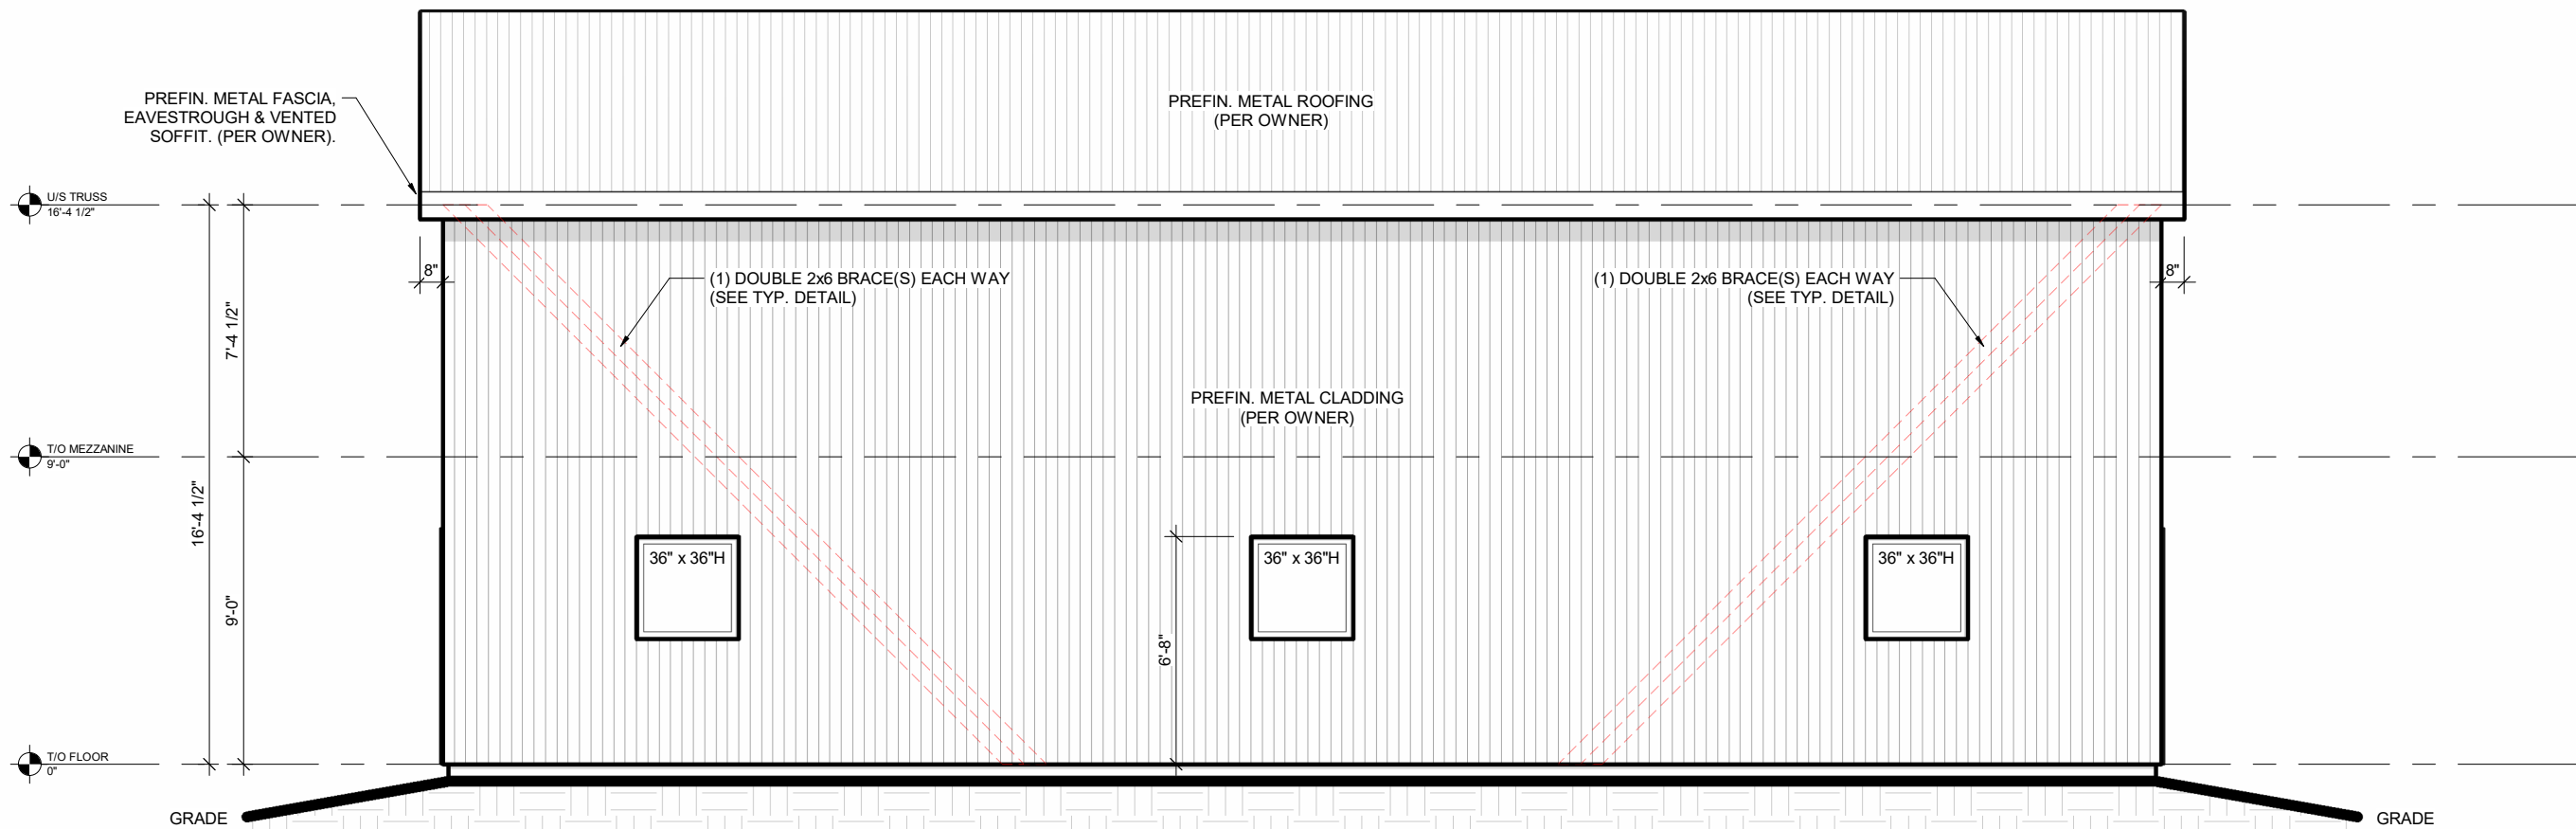 PREFIN. METAL FASCIA,
EAVESTROUGH & VENTED
SOFFIT. (PER OWNER).
PREFIN. METAL ROOFING
(PER OWNER)
U/S TRUSS
16'-4 1/2"
8"
8"
(1) DOUBLE 2x6 BRACE(S) EACH WAY
(SEE TYP. DETAIL)
(1) DOUBLE 2x6 BRACE(S) EACH WAY
(SEE TYP. DETAIL)
7'-4 1/2"
PREFIN. METAL CLADDING
(PER OWNER)
T/O MEZZANINE
9'-0"
16'-4 1/2"
9'-0"
36" x 36"H
36" x 36"H
36" x 36"H
6'-8"
T/O FLOOR
0"
GRADE
GRADE